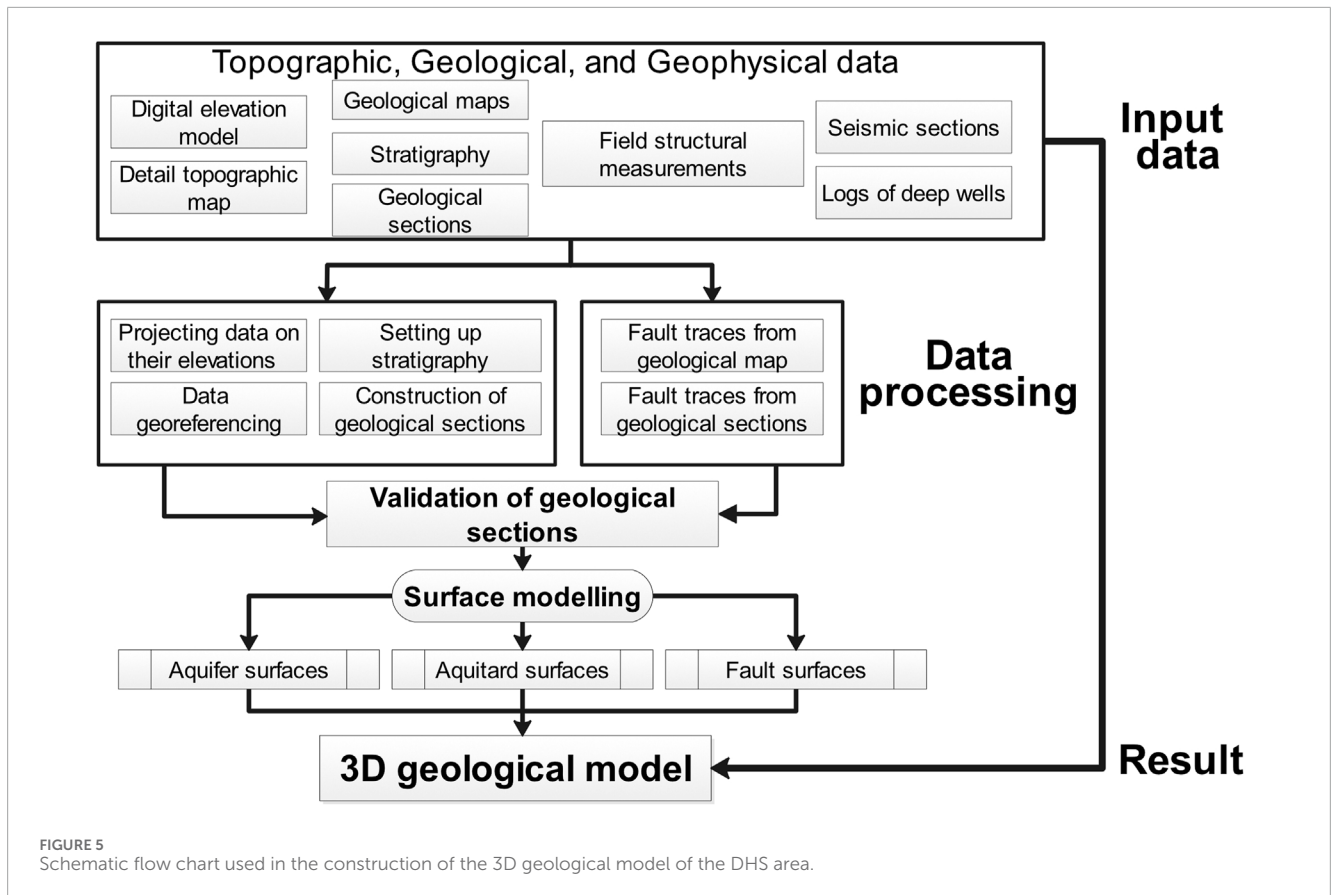 Topographic, Geological, and Geophysical data
Digital elevation
model
Detail topographic
map
Geological maps
Stratigraphy
Geological
sections
Field structural
measurements
Seismic sections
Logs of deep wells
Input
data
Projecting data on
their elevations
Setting up
stratigraphy
Data
georeferencing
Construction of
geological sections
Fault traces from
geological map
Fault traces from
geological sections
Data
processing
Validation of geological
sections
Surface modelling
Aquifer surfaces
Aquitard surfaces
Fault surfaces
3D geological model
Result
FIGURE 5
Schematic flow chart used in the construction of the 3D geological model of the DHS area.